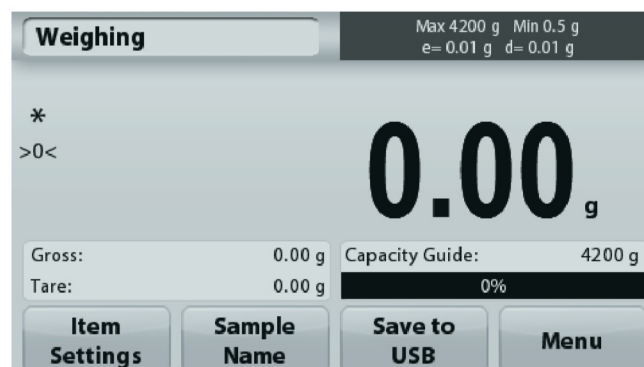 Weighing
Max 4200 g Min 0.5 g
e= 0.01 g d= 0.01 g
*
>0<
0.00 g
Gross: 0.00 g
Tare: 0.00 g
Capacity Guide: 4200 g
0%
Item
Settings
Sample
Name
Save to
USB
Menu